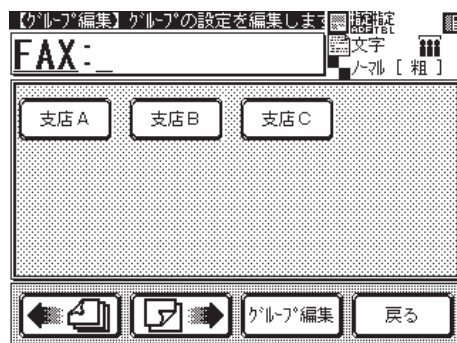 【ｸﾞﾙｰﾌﾟ編集】ｸﾞﾙｰﾌﾟの設定を編集します
FAX:_
TBL
文字
ﾉｰﾏﾙ [ 粗 ]
支店A 支店B 支店C
ｸﾞﾙｰﾌﾟ編集 戻る